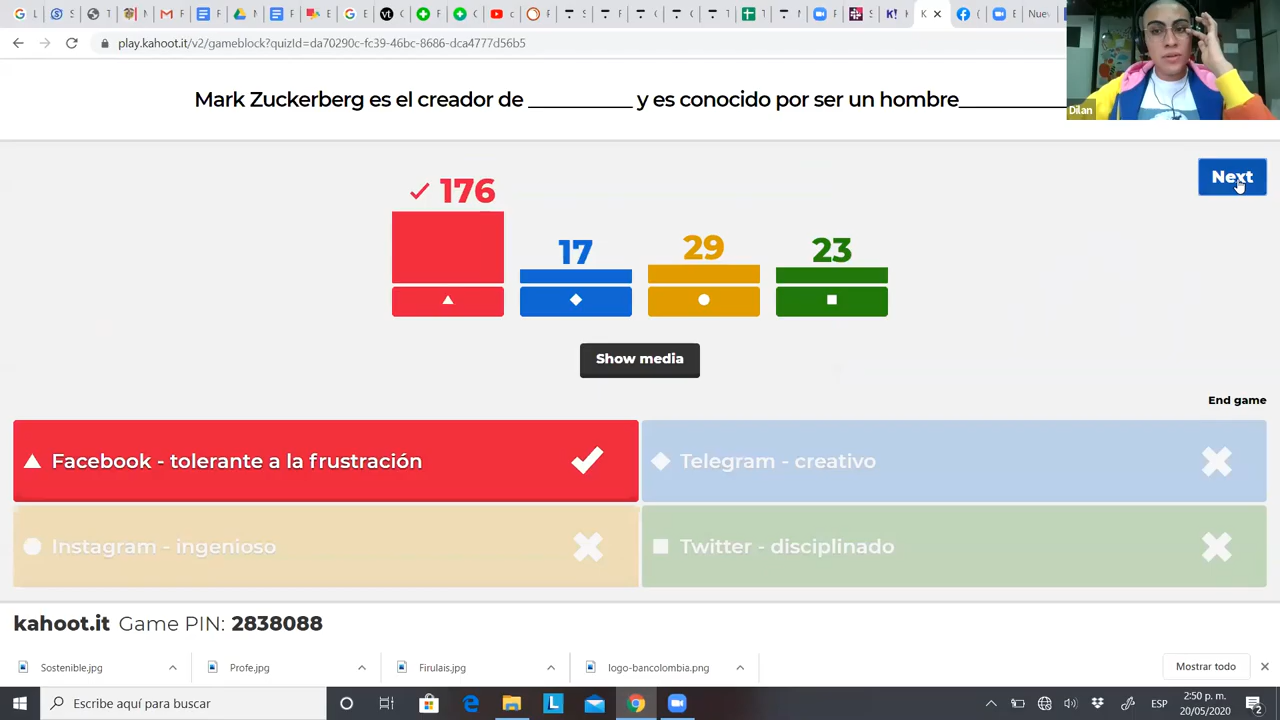 play.kahoot.it/v2/gameblock?quizId=da70290c-fc39-46bc-8686-dca4777d56b5
Mark Zuckerberg es el creador de __________ y es conocido por ser un hombre__________
Dilan
Next
176
17
29
23
Show media
End game
Facebook - tolerante a la frustración
Telegram - creativo
Instagram - ingenioso
Twitter - disciplinado
kahoot.it Game PIN: 2838088
Sostenible.jpg
Profe.jpg
Firulais.jpg
logo-bancolombia.png
Mostrar todo
Escribe aquí para buscar
ESP
2:50 p. m.
20/05/2020
2